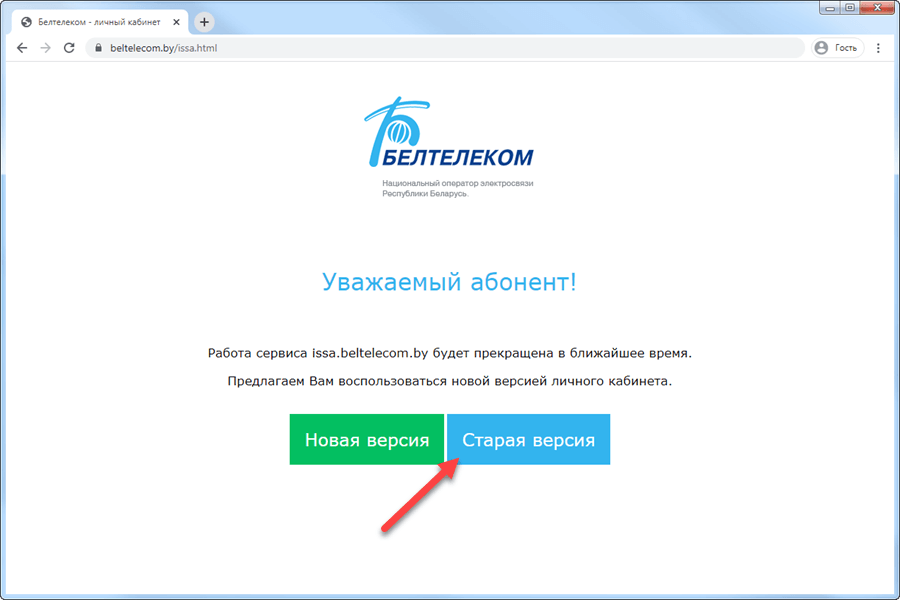 Белтелеком - личный кабинет
beltelecom.by/issa.html
Гость
БЕЛТЕЛЕКОМ
Национальный оператор электросвязи
Республики Беларусь.
Уважаемый абонент!
Работа сервиса issa.beltelecom.by будет прекращена в ближайшее время.
Предлагаем Вам воспользоваться новой версией личного кабинета.
Новая версия
Старая версия